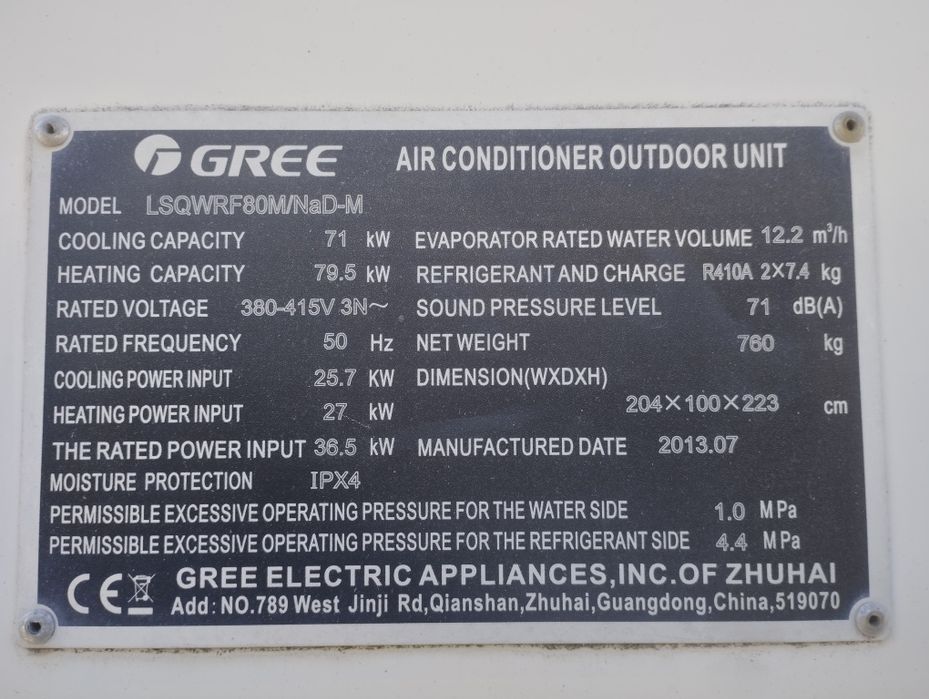 GREE AIR CONDITIONER OUTDOOR UNIT
MODEL LSQWRF80M/NaD-M
COOLING CAPACITY 71 kW EVAPORATOR RATED WATER VOLUME 12.2 m³/h
HEATING CAPACITY 79.5 kW REFRIGERANT AND CHARGE R410A 2×7.4 kg
RATED VOLTAGE 380-415V 3N～ SOUND PRESSURE LEVEL 71 dB(A)
RATED FREQUENCY 50 Hz NET WEIGHT 760 kg
COOLING POWER INPUT 25.7 KW DIMENSION(WXDXH)
HEATING POWER INPUT 27 kW 204×100×223 cm
THE RATED POWER INPUT 36.5 kW MANUFACTURED DATE 2013.07
MOISTURE PROTECTION IPX4
PERMISSIBLE EXCESSIVE OPERATING PRESSURE FOR THE WATER SIDE 1.0 MPa
PERMISSIBLE EXCESSIVE OPERATING PRESSURE FOR THE REFRIGERANT SIDE 4.4 MPa
CE GREE ELECTRIC APPLIANCES,INC.OF ZHUHAI
Add: NO.789 West Jinji Rd,Qianshan,Zhuhai,Guangdong,China,519070